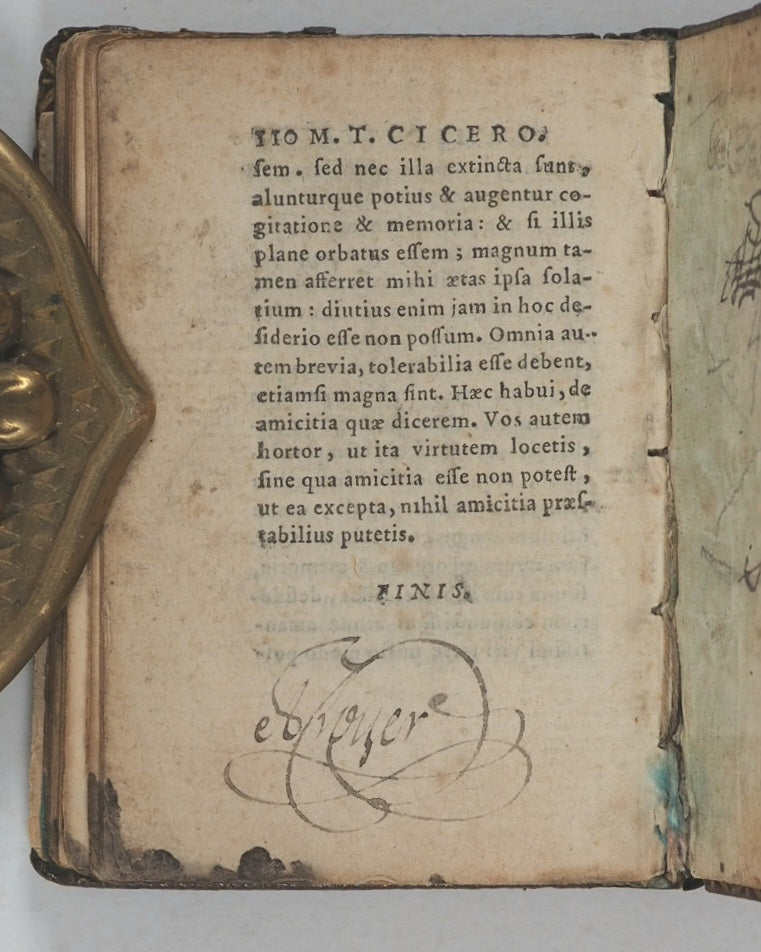 110 M. T. CICERO.
ſem. ſed nec illa extincta ſunt,
alunturque potius & augentur co-
gitatione & memoria: & ſi illis
plane orbatus eſſem; magnum ta-
men afferret mihi ætas ipſa ſola-
tium: diutius enim jam in hoc de-
ſiderio eſſe non poſſum. Omnia au-
tem brevia, tolerabilia eſſe debent,
etiamſi magna ſint. Hæc habui, de
amicitia quæ dicerem. Vos autem
hortor, ut ita virtutem locetis,
ſine qua amicitia eſſe non poteſt,
ut ea excepta, nihil amicitia præſ-
tabilius putetis.
FINIS.